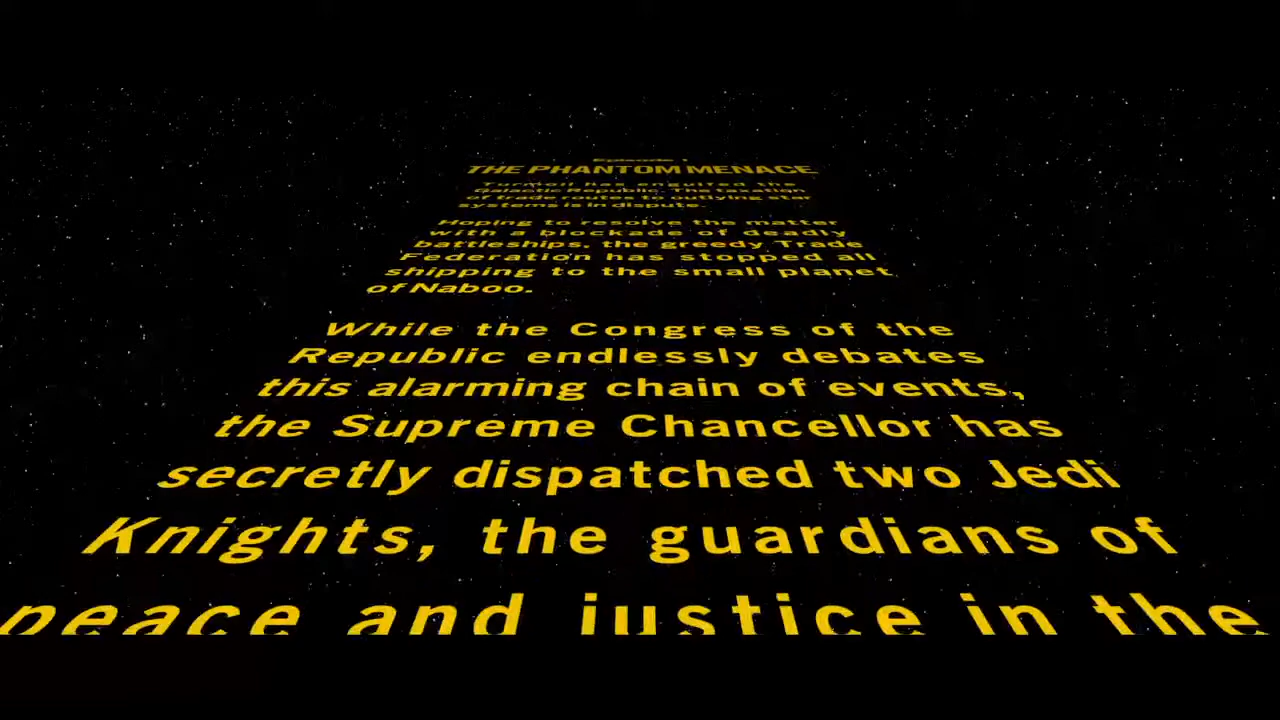 Episode I
THE PHANTOM MENACE
Turmoil has engulfed the
Galactic Republic. The taxation
of trade routes to outlying star
systems is in dispute.
Hoping to resolve the matter
with a blockade of deadly
battleships, the greedy Trade
Federation has stopped all
shipping to the small planet
of Naboo.
While the Congress of the
Republic endlessly debates
this alarming chain of events,
the Supreme Chancellor has
secretly dispatched two Jedi
Knights, the guardians of
peace and justice in the